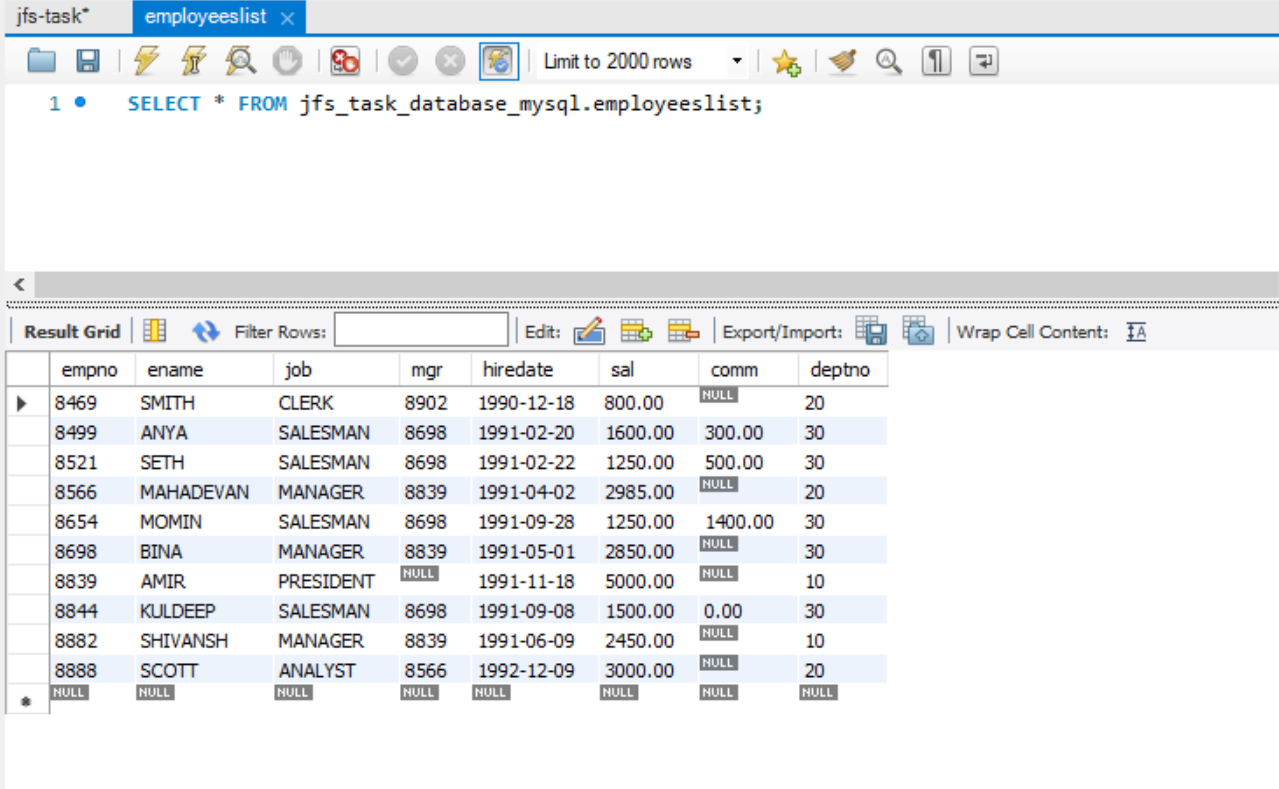 jfs-task* employeeslist ×
Limit to 2000 rows
1 SELECT * FROM jfs_task_database_mysql.employeeslist;
Result Grid Filter Rows: Edit: Export/Import: Wrap Cell Content: IA
empno ename job mgr hiredate sal comm deptno
8469 SMITH CLERK 8902 1990-12-18 800.00 NULL 20
8499 ANYA SALESMAN 8698 1991-02-20 1600.00 300.00 30
8521 SETH SALESMAN 8698 1991-02-22 1250.00 500.00 30
8566 MAHADEVAN MANAGER 8839 1991-04-02 2985.00 NULL 20
8654 MOMIN SALESMAN 8698 1991-09-28 1250.00 1400.00 30
8698 BINA MANAGER 8839 1991-05-01 2850.00 NULL 30
8839 AMIR PRESIDENT NULL 1991-11-18 5000.00 NULL 10
8844 KULDEEP SALESMAN 8698 1991-09-08 1500.00 0.00 30
8882 SHIVANSH MANAGER 8839 1991-06-09 2450.00 NULL 10
8888 SCOTT ANALYST 8566 1992-12-09 3000.00 NULL 20
NULL NULL NULL NULL NULL NULL NULL NULL